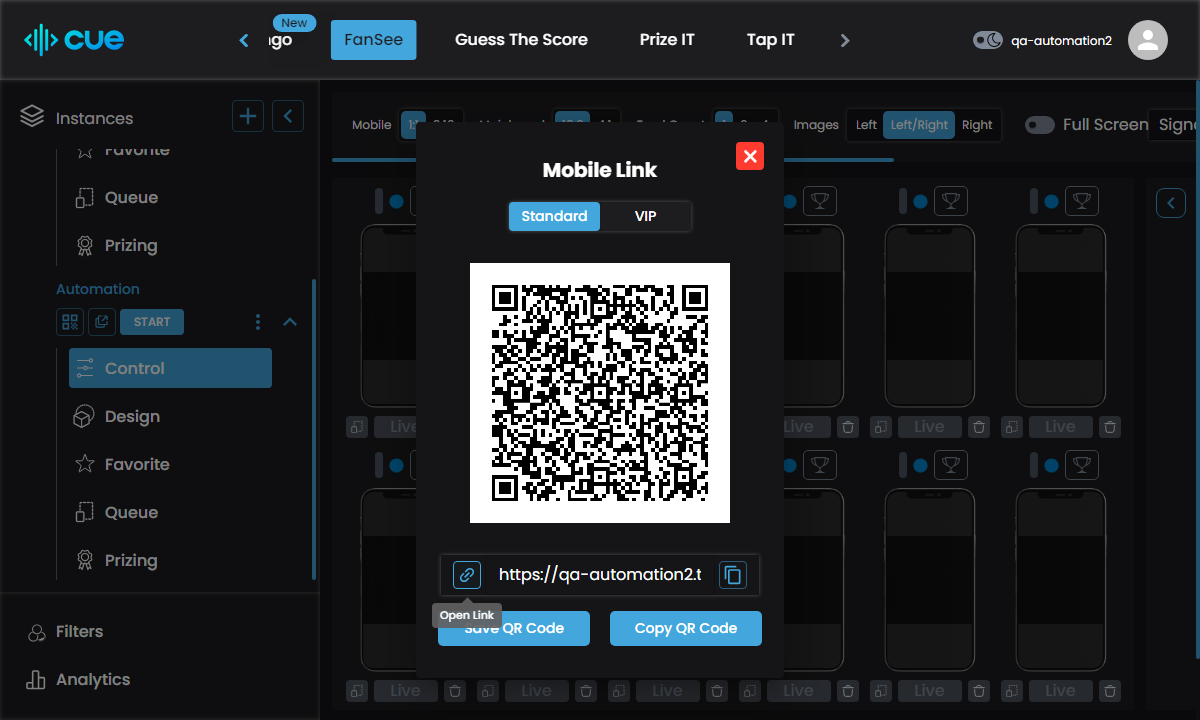 cue
New
ngo
FanSee
Guess The Score
Prize IT
Tap IT
qa-automation2
Instances
Favorite
Queue
Prizing
Automation
START
Control
Design
Favorite
Queue
Prizing
Filters
Analytics
Mobile
1:1
Images
Left
Left/Right
Right
Full Screen
Mobile Link
Standard
VIP
https://qa-automation2.t
Open Link
Save QR Code
Copy QR Code
Live
Live
Live
Live
Live
Live
Live
Live
Live
Live